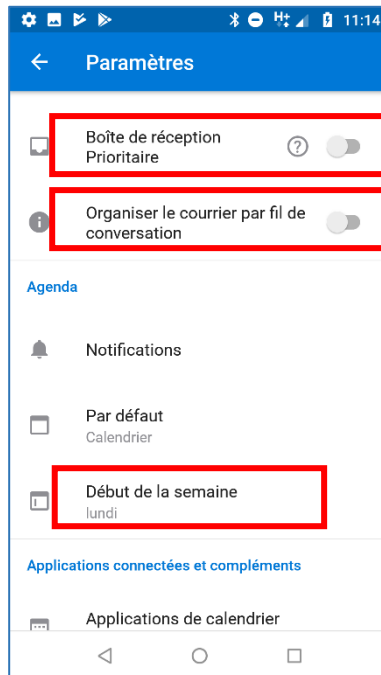 H+ 11:14
Paramètres
Boîte de réception
Prioritaire
?
Organiser le courrier par fil de
conversation
Agenda
Notifications
Par défaut
Calendrier
Début de la semaine
lundi
Applications connectées et compléments
Applications de calendrier